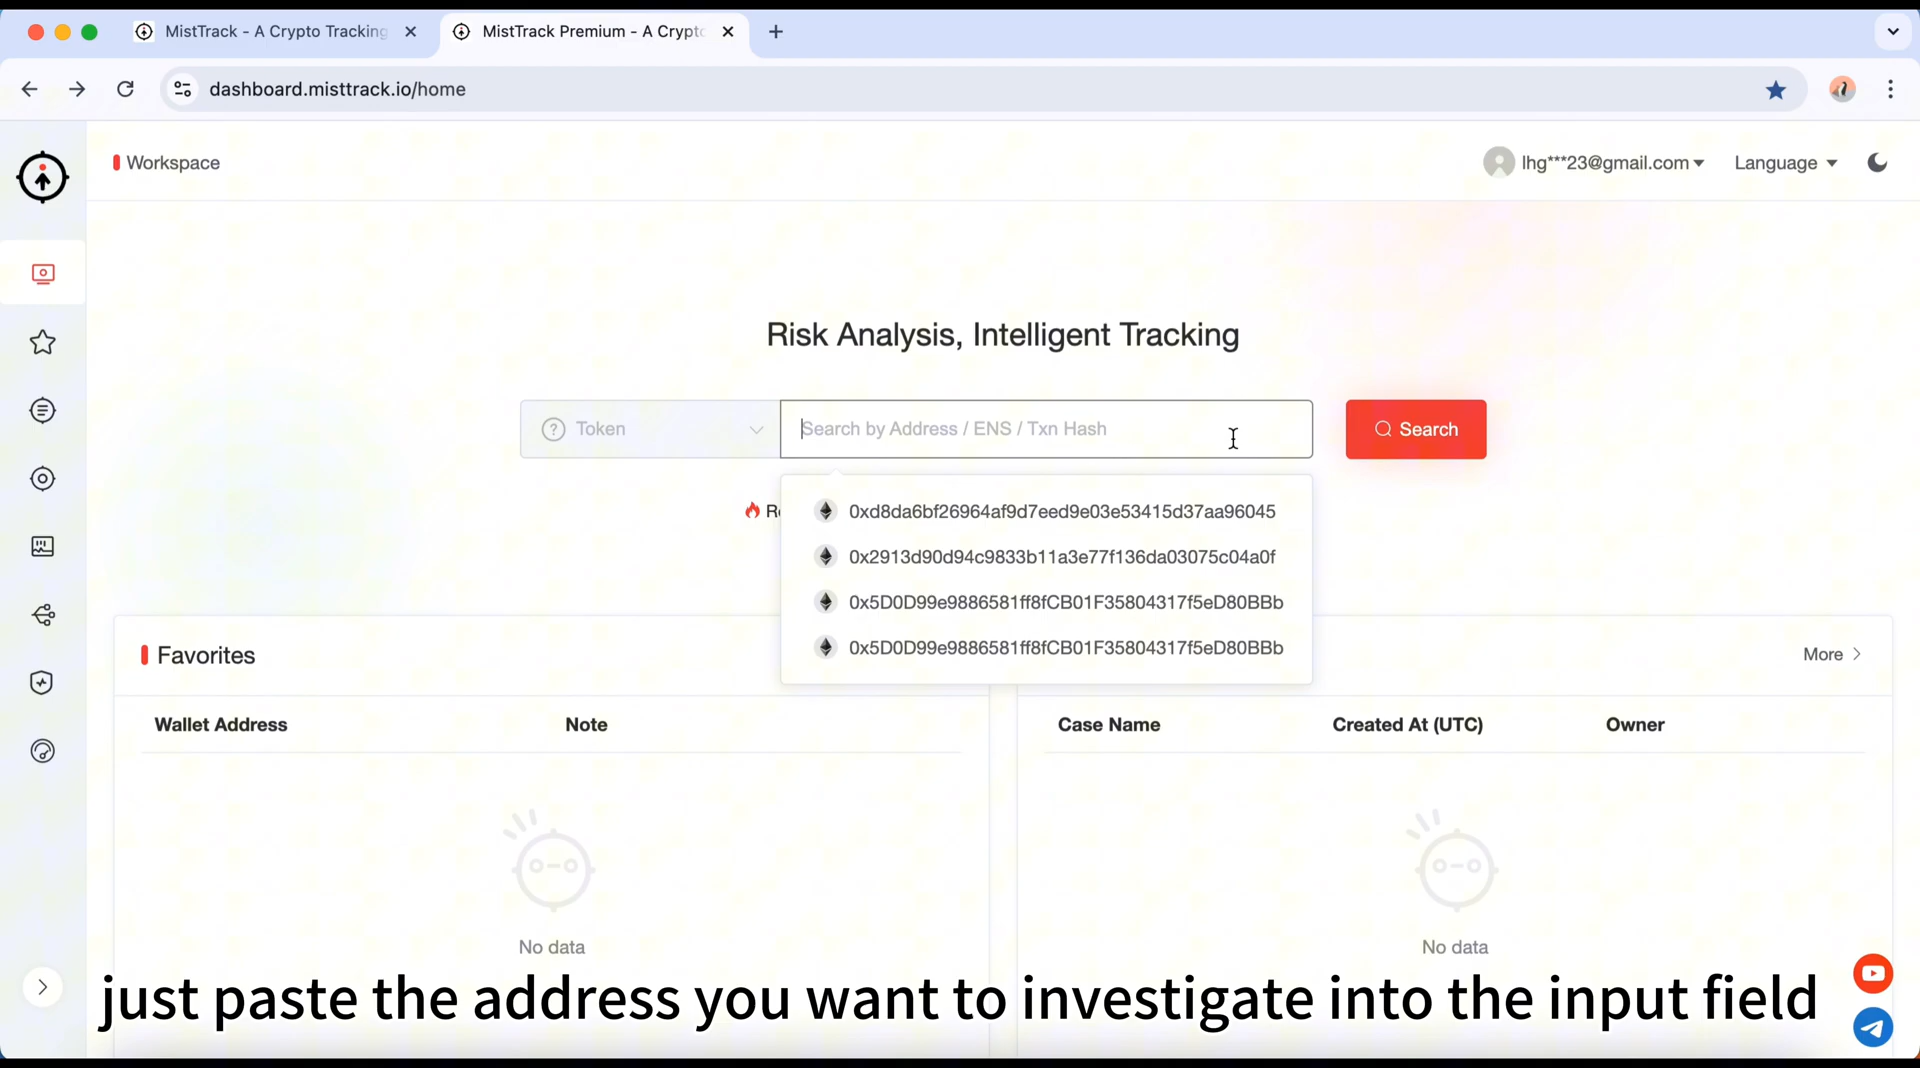 MistTrack - A Crypto Tracking
MistTrack Premium - A Crypto
dashboard.misttrack.io/home
Workspace
lhg***23@gmail.com
Language
Risk Analysis, Intelligent Tracking
Token
Search by Address / ENS / Txn Hash
Search
0xd8da6bf26964af9d7eed9e03e53415d37aa96045
0x2913d90d94c9833b11a3e77f136da03075c04a0f
0x5D0D99e9886581ff8fCB01F35804317f5eD80BBb
0x5D0D99e9886581ff8fCB01F35804317f5eD80BBb
Favorites
More
Wallet Address Note
Case Name Created At (UTC) Owner
No data
No data
just paste the address you want to investigate into the input field